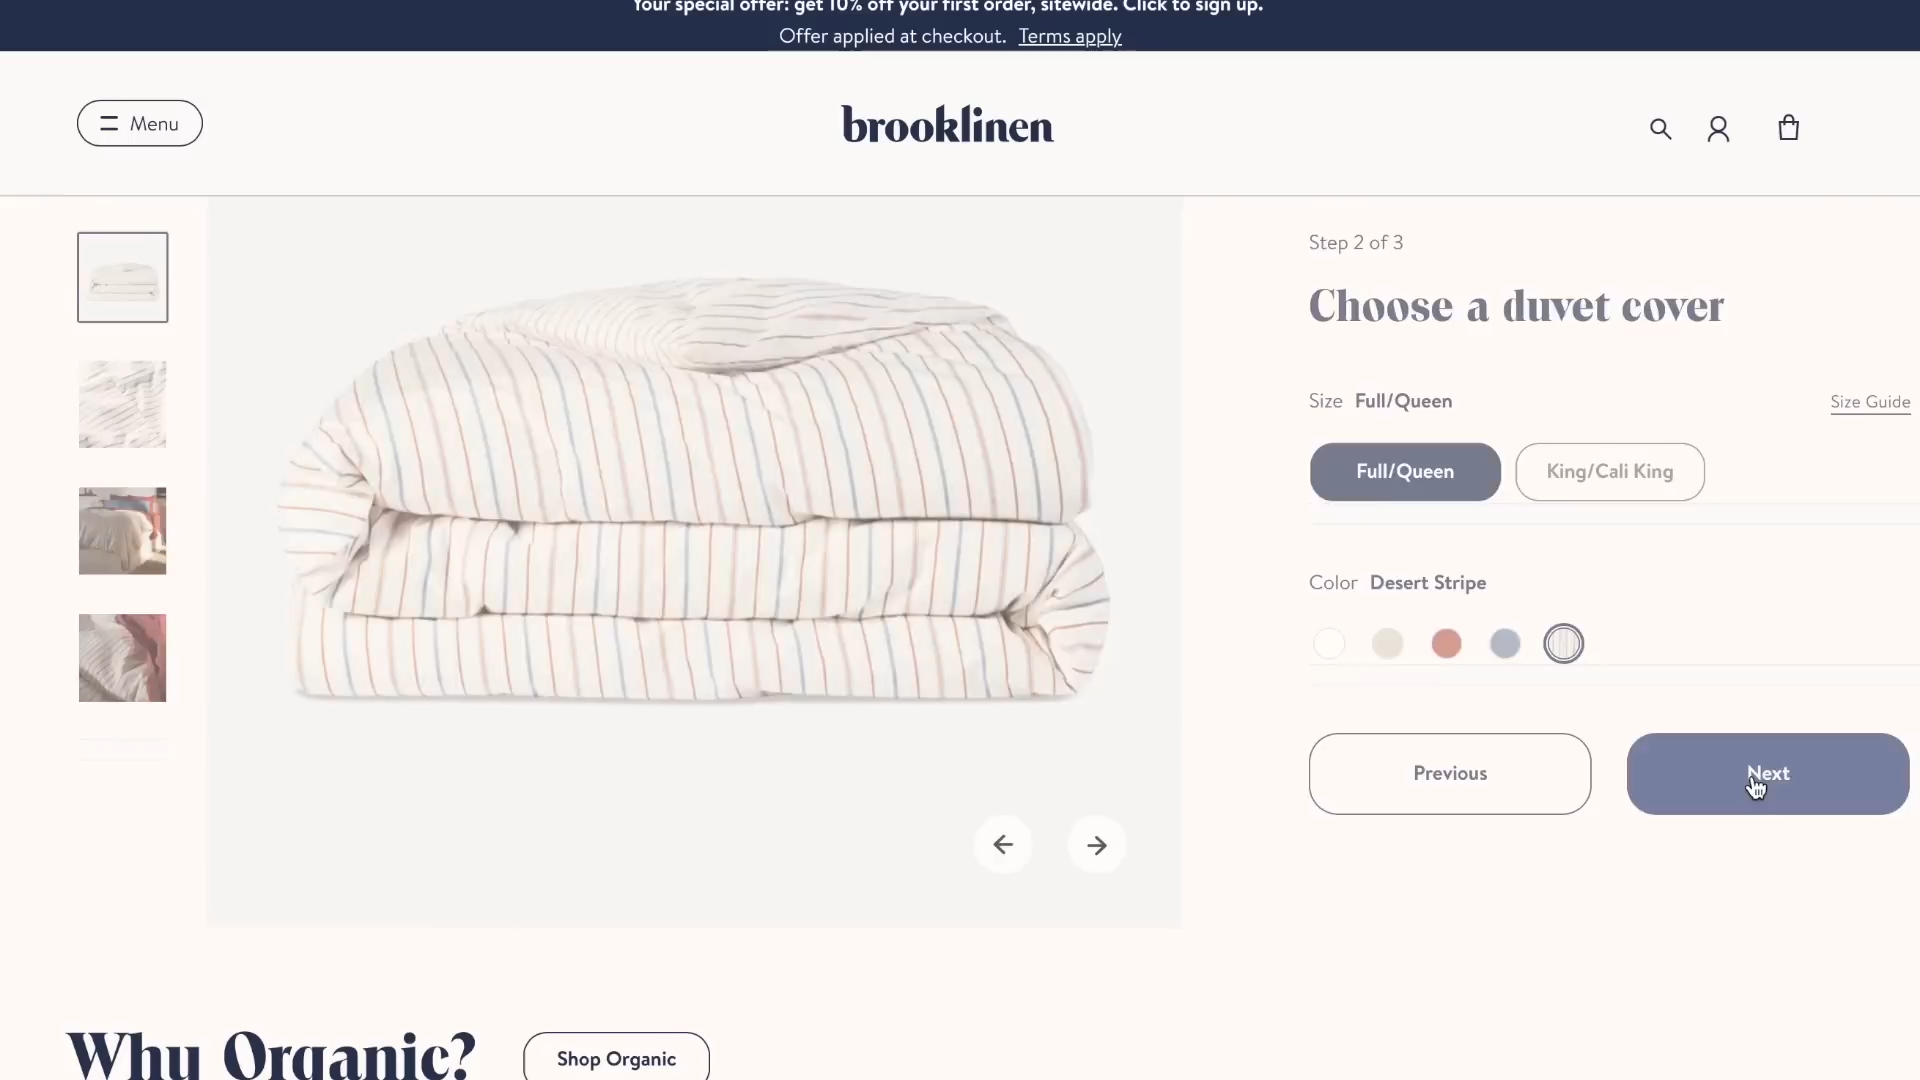 Your special offer: get 10% off your first order, sitewide. Click to sign up.
Offer applied at checkout. Terms apply
Menu
brooklinen
Step 2 of 3
Choose a duvet cover
Size Full/Queen
Size Guide
Full/Queen
King/Cali King
Color Desert Stripe
Previous
Next
Why Organic?
Shop Organic